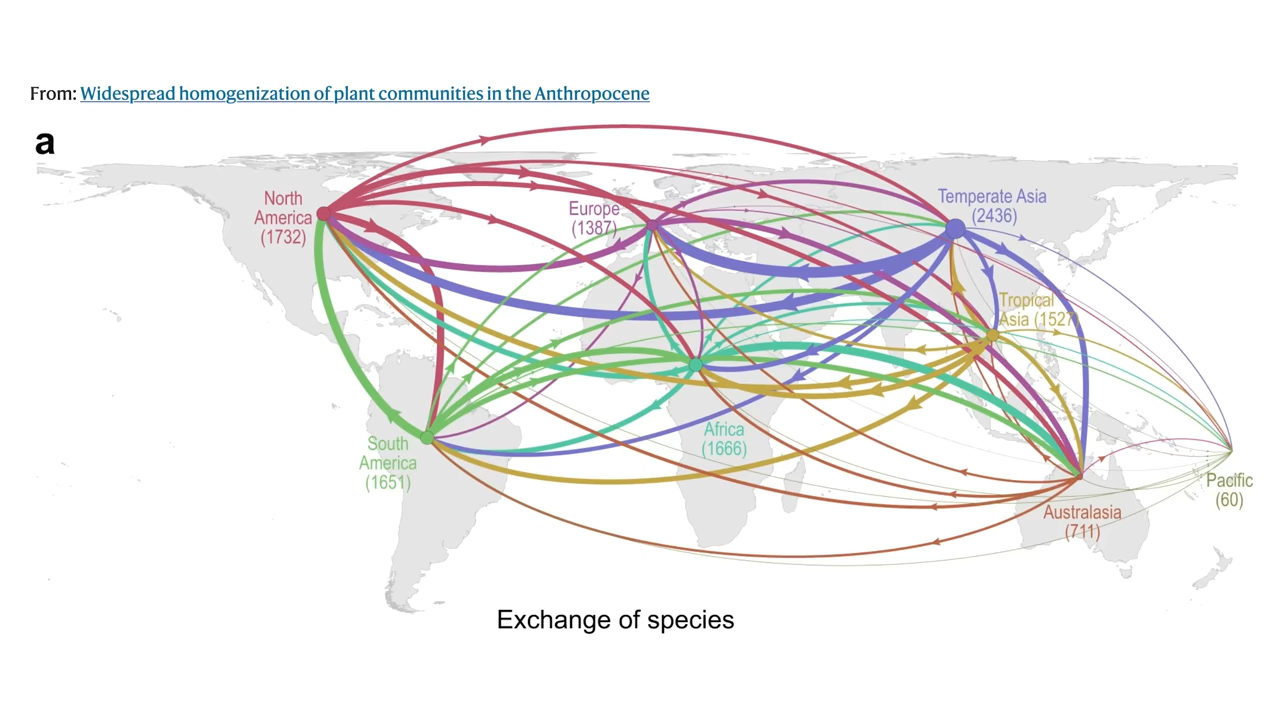 From: Widespread homogenization of plant communities in the Anthropocene
a
North
America
(1732)
Europe
(1387)
Temperate Asia
(2436)
Tropical
Asia (1527)
South
America
(1651)
Africa
(1666)
Australasia
(711)
Pacific
(60)
Exchange of species